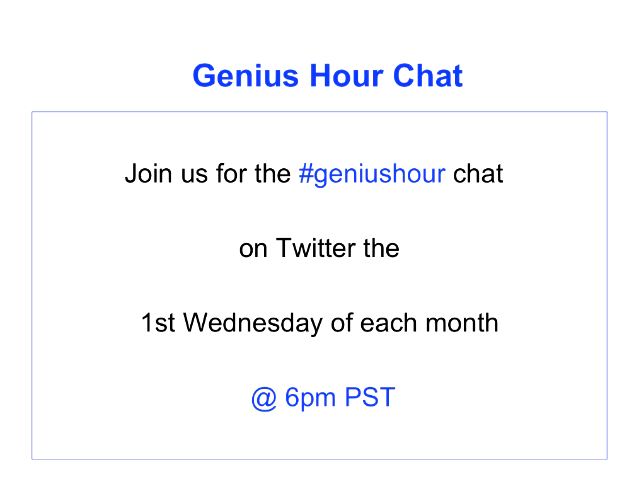 Genius Hour Chat
Join us for the #geniushour chat
on Twitter the
1st Wednesday of each month
@ 6pm PST